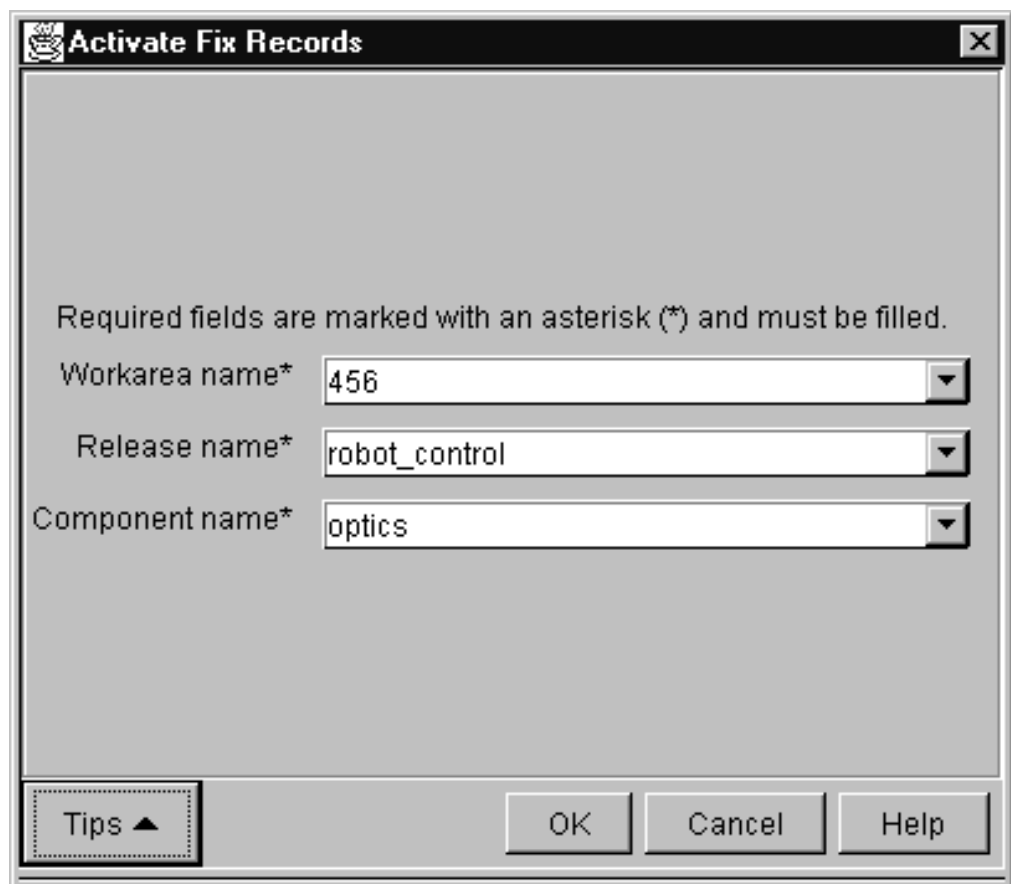 Activate Fix Records
Required fields are marked with an asterisk (*) and must be filled.
Workarea name* 456
Release name* robot_control
Component name* optics
Tips OK Cancel Help